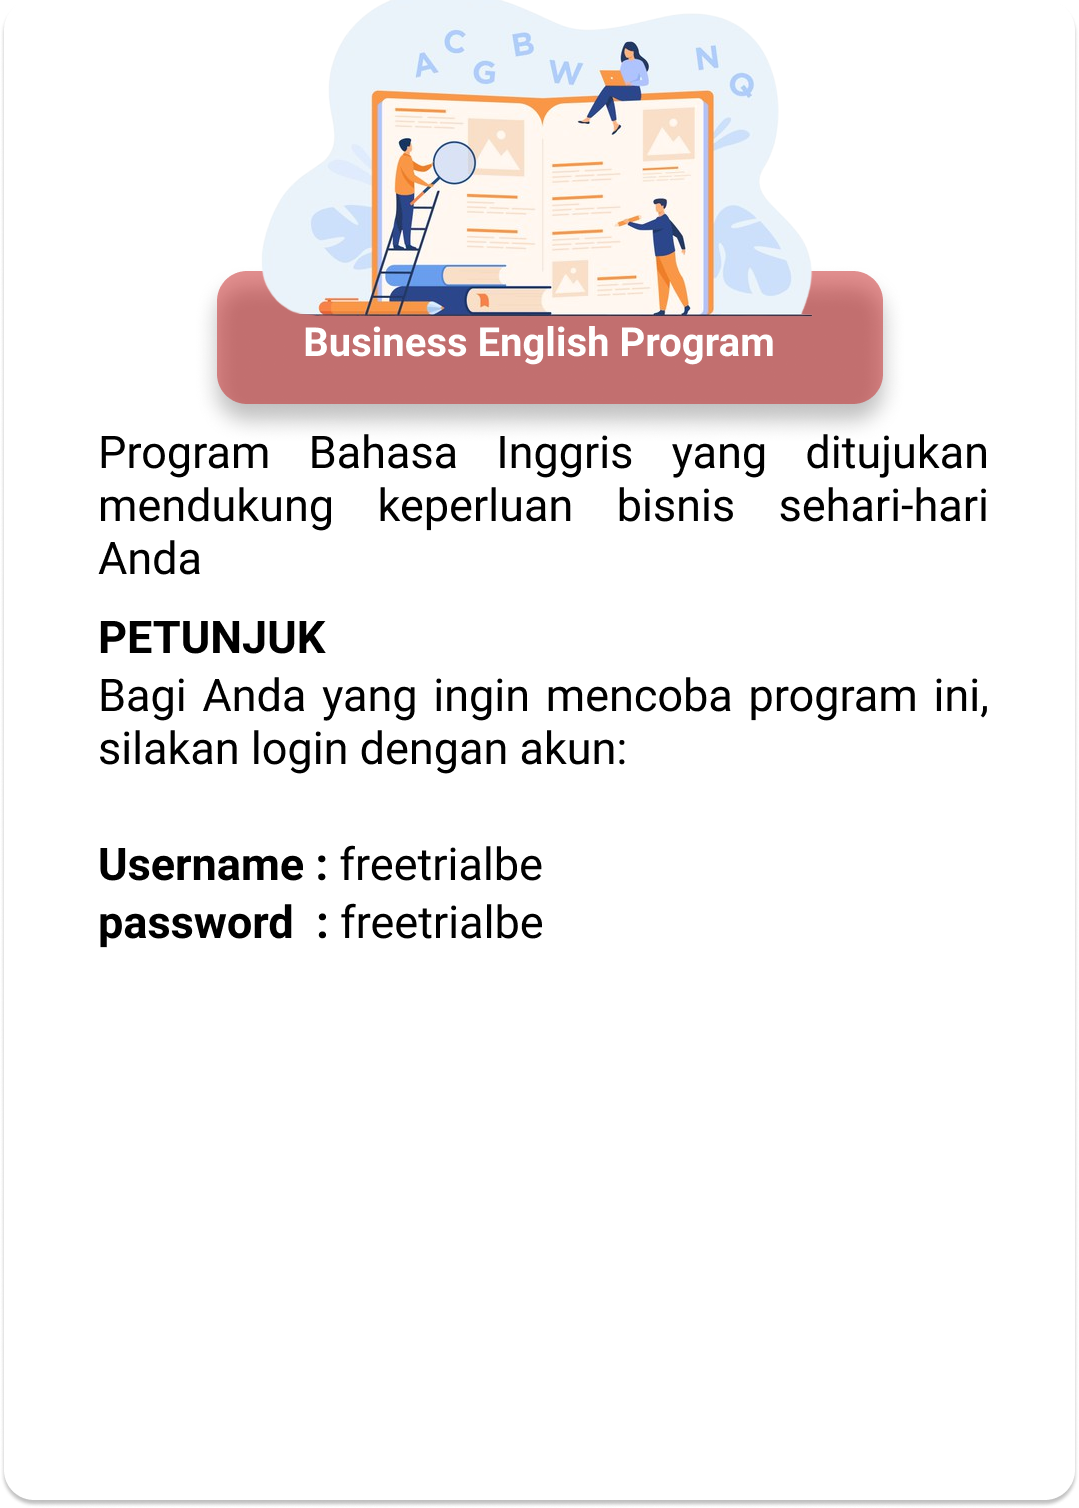 A C G B W N Q
Business English Program
Program Bahasa Inggris yang ditujukan
mendukung keperluan bisnis sehari-hari
Anda
PETUNJUK
Bagi Anda yang ingin mencoba program ini,
silakan login dengan akun:
Username : freetrialbe
password : freetrialbe